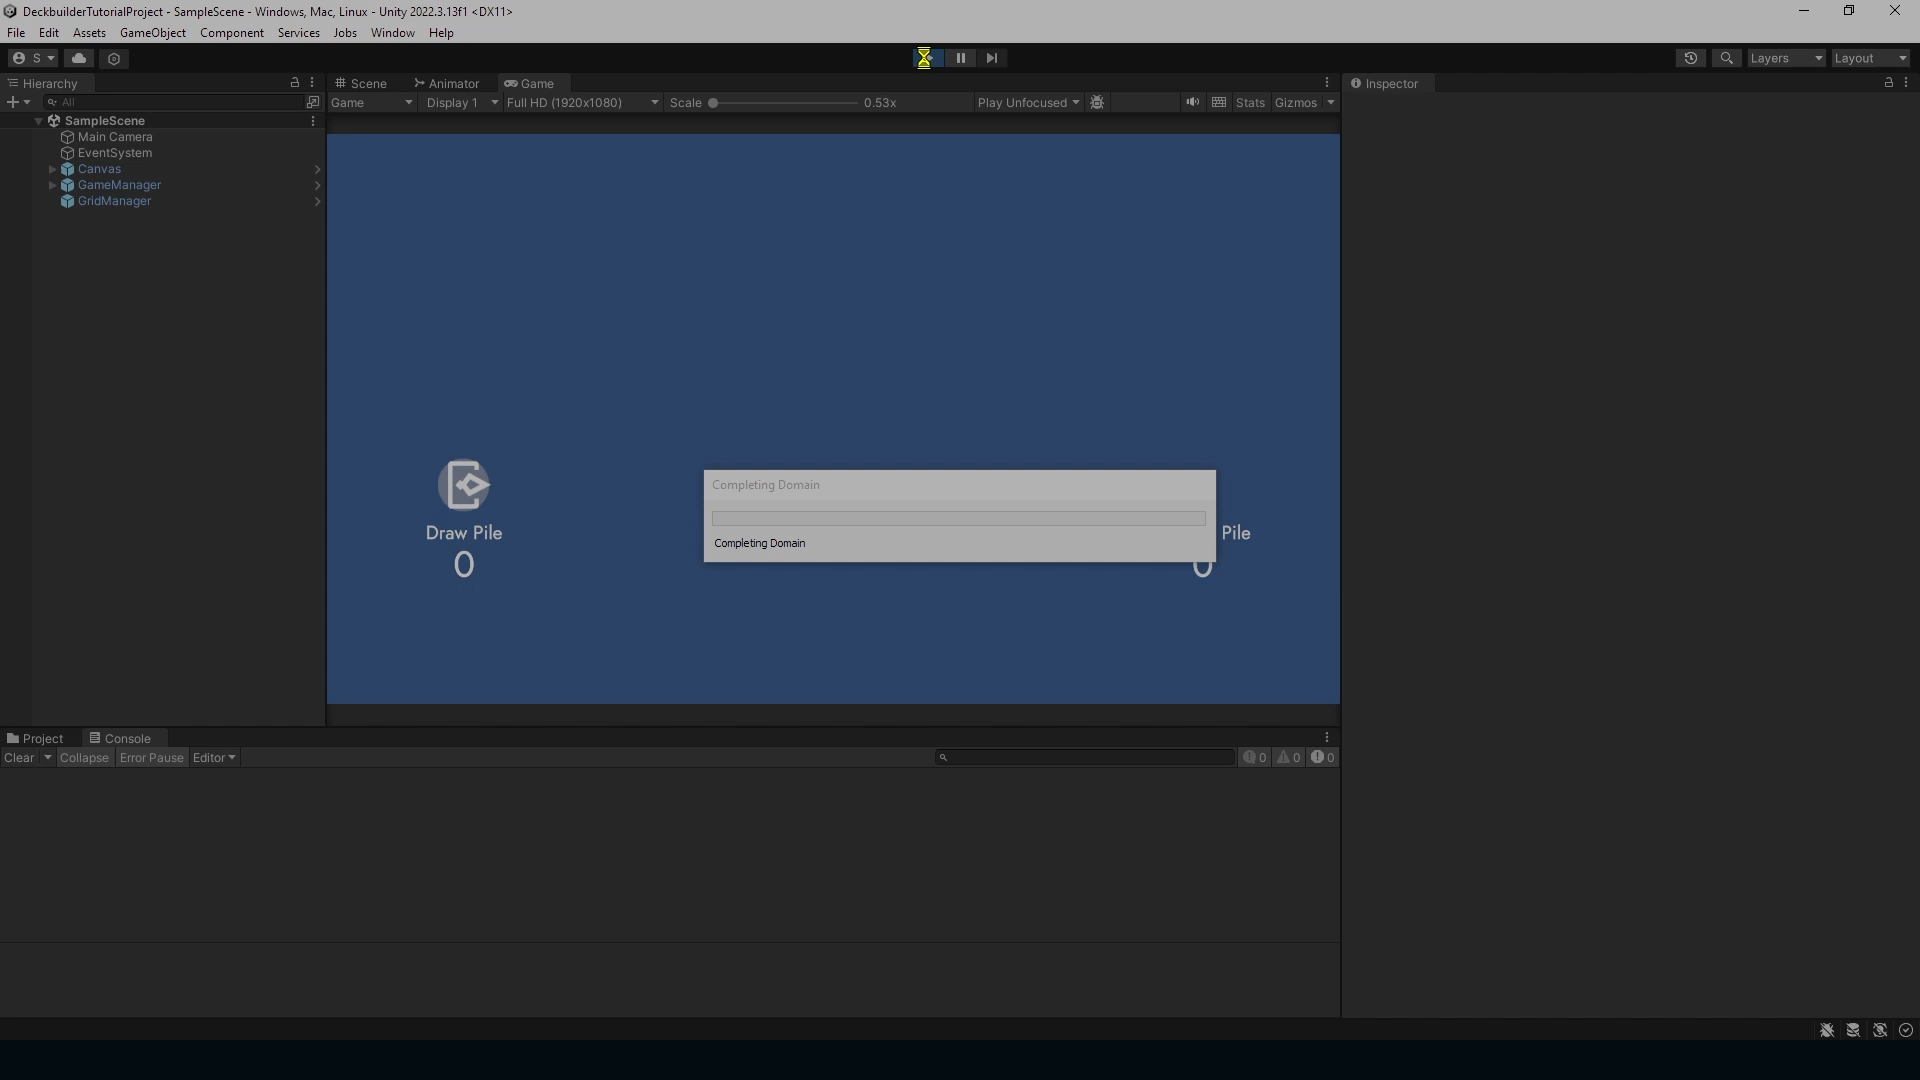 DeckbuilderTutorialProject - SampleScene - Windows, Mac, Linux - Unity 2022.3.13f1 <DX11>
File Edit Assets GameObject Component Services Jobs Window Help
S Layers Layout
Hierarchy Scene Animator Game Inspector
All Game Display 1 Full HD (1920x1080) Scale 0.53x Play Unfocused Stats Gizmos
SampleScene
Main Camera
EventSystem
Canvas
GameManager
GridManager
Completing Domain
Completing Domain
Draw Pile
0
Pile
0
Project Console
Clear Collapse Error Pause Editor 0 0 0